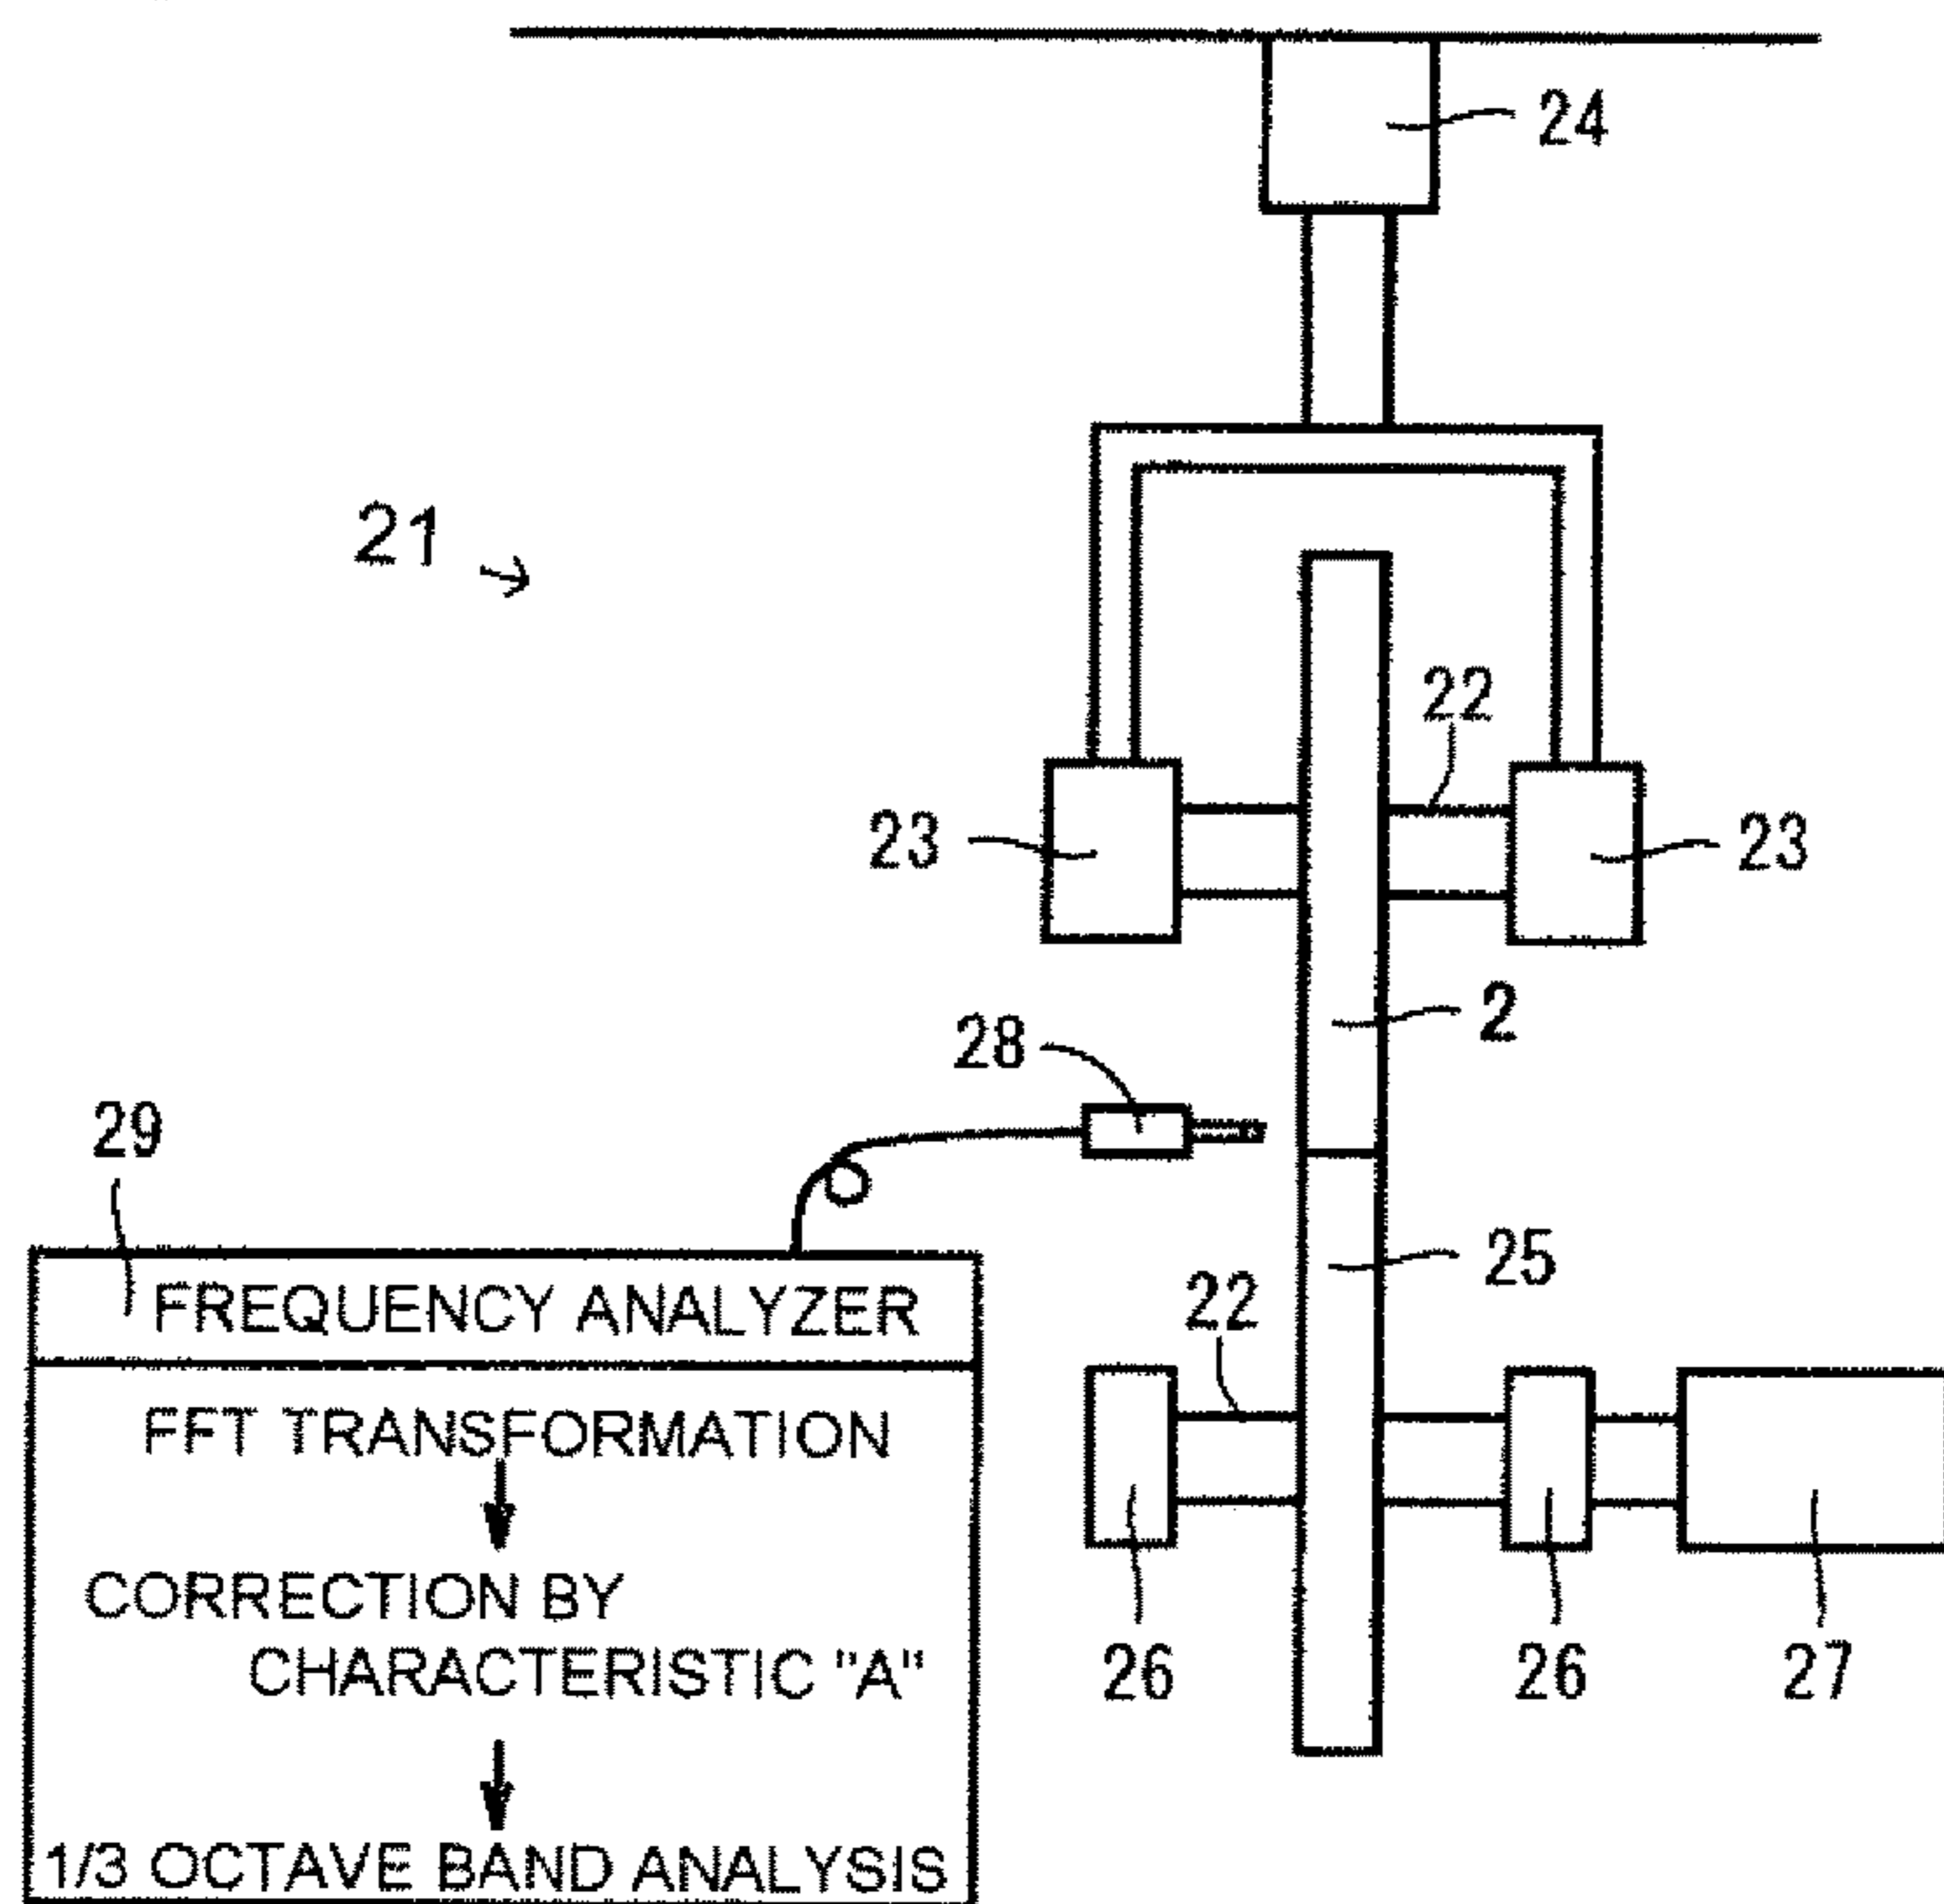 24
21
22
23
23
2
28
29
25
FREQUENCY ANALYZER
22
FFT TRANSFORMATION
CORRECTION BY
CHARACTERISTIC "A"
26
26
27
1/3 OCTAVE BAND ANALYSIS